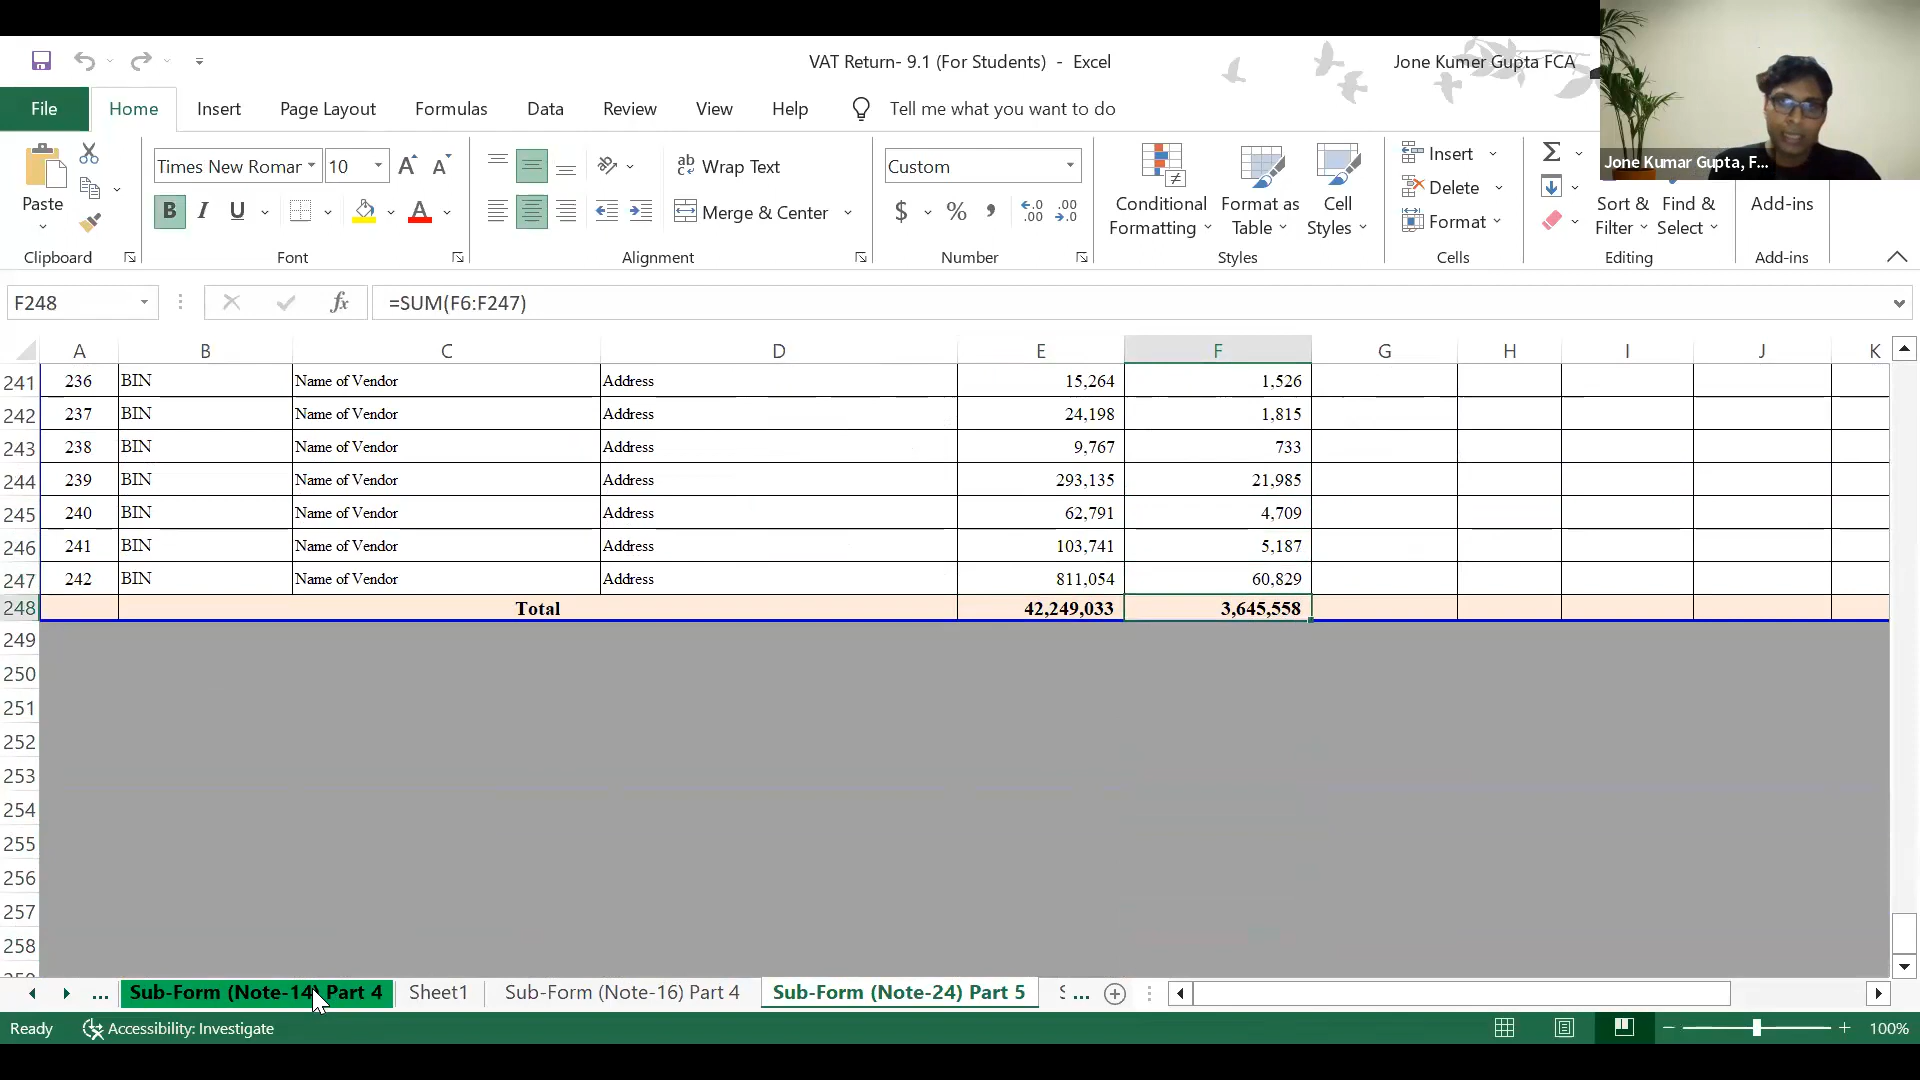 VAT Return- 9.1 (For Students) - Excel
Jone Kumer Gupta FCA
Jone Kumar Gupta, F...
File Home Insert Page Layout Formulas Data Review View Help Tell me what you want to do
Times New Romar 10 Wrap Text Custom Insert
Paste Merge & Center Conditional Formatting Format as Table Cell Styles Delete Format Sort & Filter Find & Select Add-ins
Clipboard Font Alignment Number Styles Cells Editing Add-ins
F248 fx =SUM(F6:F247)
A B C D E F G H I J K
241 236 BIN Name of Vendor Address 15,264 1,526
242 237 BIN Name of Vendor Address 24,198 1,815
243 238 BIN Name of Vendor Address 9,767 733
244 239 BIN Name of Vendor Address 293,135 21,985
245 240 BIN Name of Vendor Address 62,791 4,709
246 241 BIN Name of Vendor Address 103,741 5,187
247 242 BIN Name of Vendor Address 811,054 60,829
248 Total 42,249,033 3,645,558
249
250
251
252
253
254
255
256
257
258
... Sub-Form (Note-14) Part 4 Sheet1 Sub-Form (Note-16) Part 4 Sub-Form (Note-24) Part 5 ...
Ready Accessibility: Investigate 100%